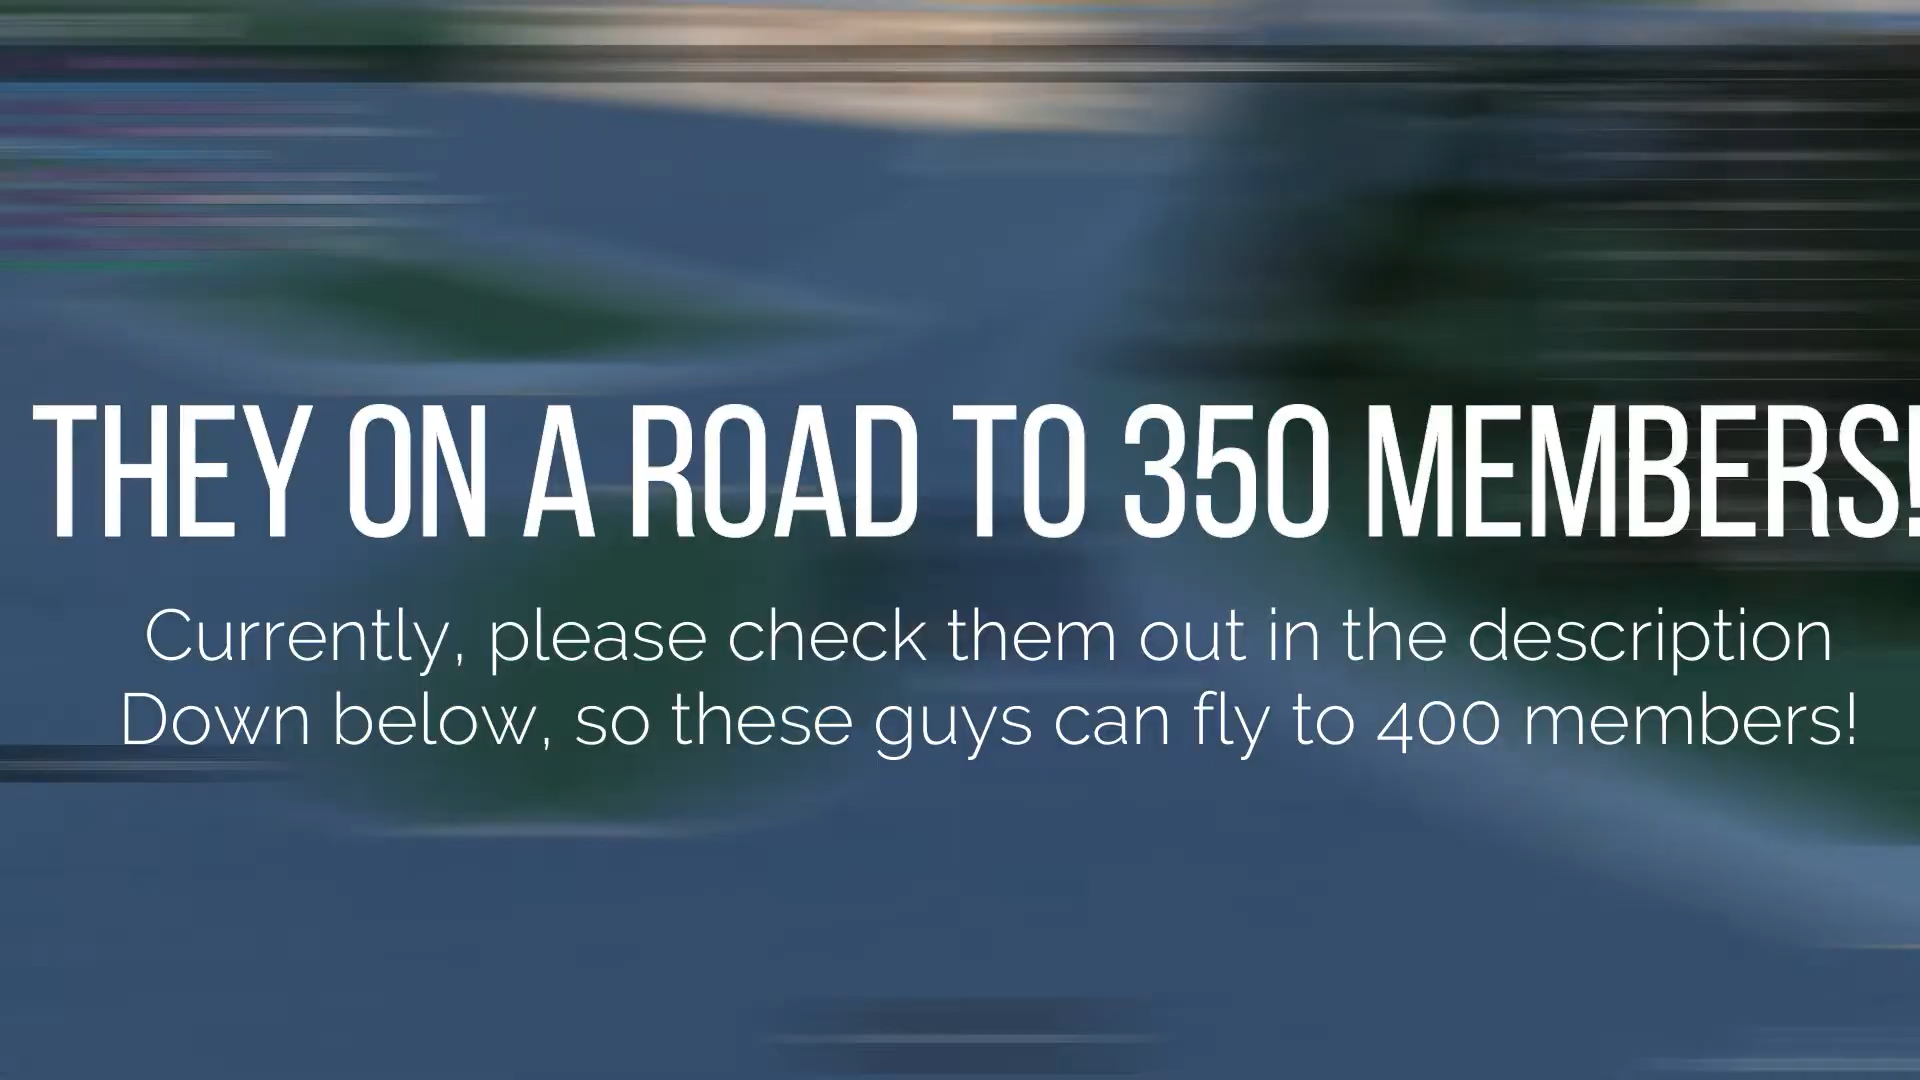 THEY ON A ROAD TO 350 MEMBERS!
Currently, please check them out in the description
Down below, so these guys can fly to 400 members!